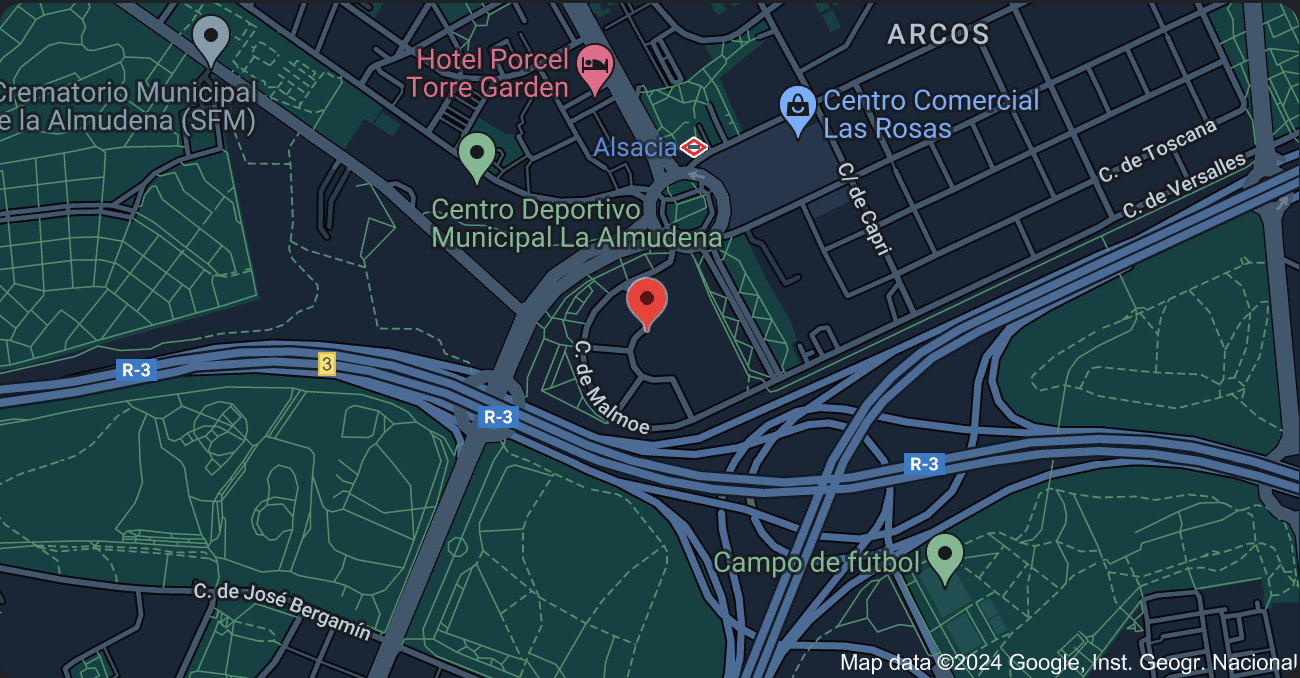 ARCOS
Hotel Porcel
Torre Garden
Crematorio Municipal
e la Almudena (SFM)
Centro Comercial
Las Rosas
Alsacia
C. de Toscana
C. de Versalles
C/ de Capri
Centro Deportivo
Municipal La Almudena
C. de Malmoe
R-3
3
R-3
R-3
Campo de fútbol
C. de José Bergamín
Map data ©2024 Google, Inst. Geogr. Nacional